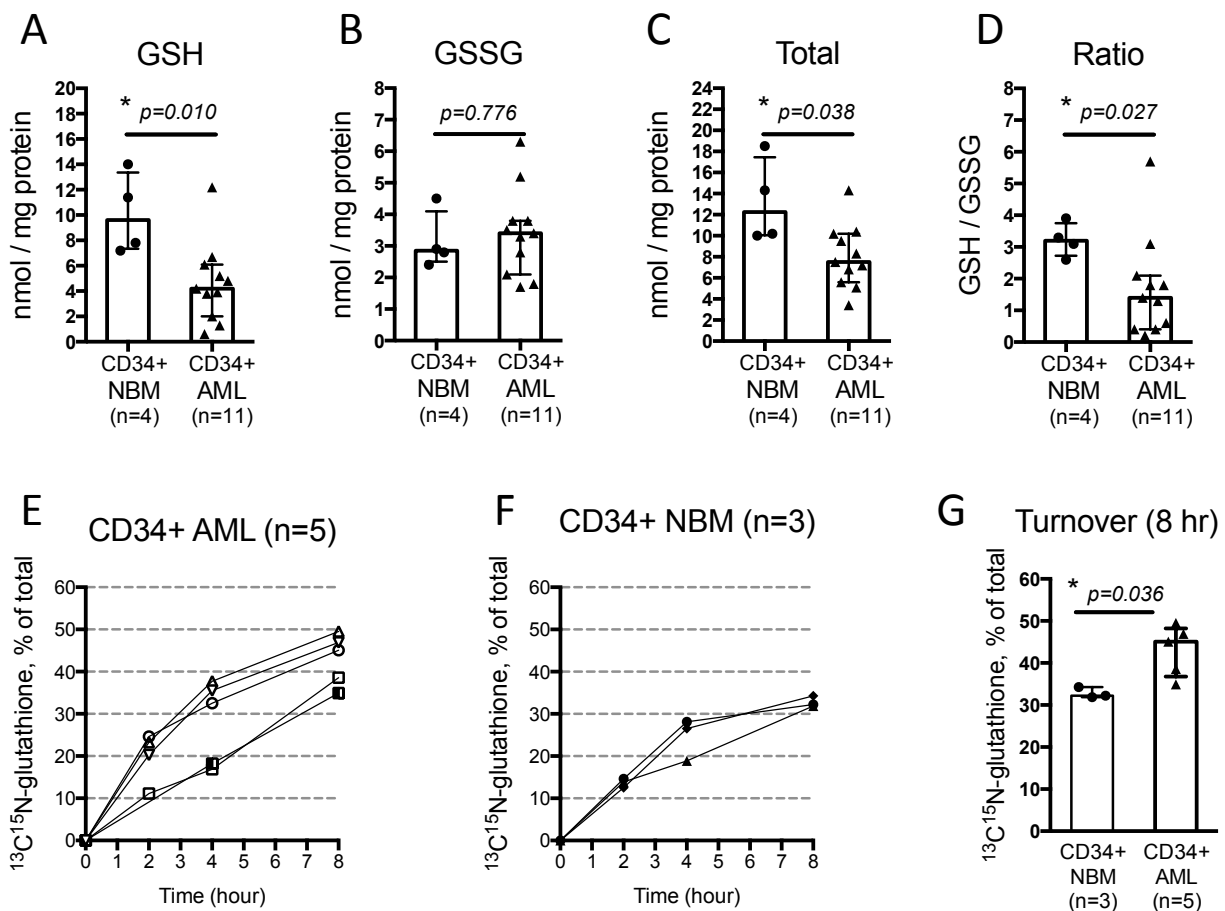 A
GSH
nmol / mg protein
20
18
16
14
12
10
8
6
4
2
0
*
p=0.010
CD34+ CD34+
NBM AML
(n=4) (n=11)
B
GSSG
nmol / mg protein
8
7
6
5
4
3
2
1
0
p=0.776
CD34+ CD34+
NBM AML
(n=4) (n=11)
C
Total
nmol / mg protein
24
22
20
18
16
14
12
10
8
6
4
2
0
*
p=0.038
CD34+ CD34+
NBM AML
(n=4) (n=11)
D
Ratio
GSH / GSSG
8
7
6
5
4
3
2
1
0
*
p=0.027
CD34+ CD34+
NBM AML
(n=4) (n=11)
E
CD34+ AML (n=5)
¹³C¹⁵N-glutathione, % of total
60
50
40
30
20
10
0
0 2 4 6 8
Time (hour)
F
CD34+ NBM (n=3)
¹³C¹⁵N-glutathione, % of total
60
50
40
30
20
10
0
0 2 4 6 8
Time (hour)
G
Turnover (8 hr)
¹³C¹⁵N-glutathione, % of total
60
50
40
30
20
10
0
*
p=0.036
CD34+ CD34+
NBM AML
(n=3) (n=5)